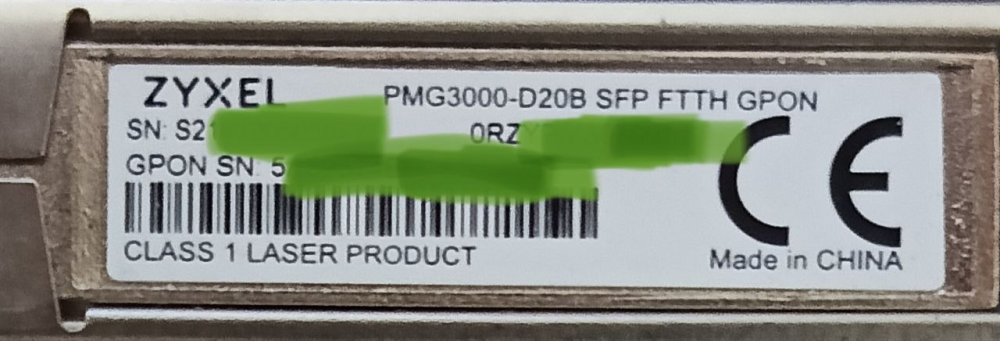 ZYXEL PMG3000-D20B SFP FTTH GPON
SN: S2 0RZ
GPON SN: 5
CLASS 1 LASER PRODUCT
CE
Made in CHINA